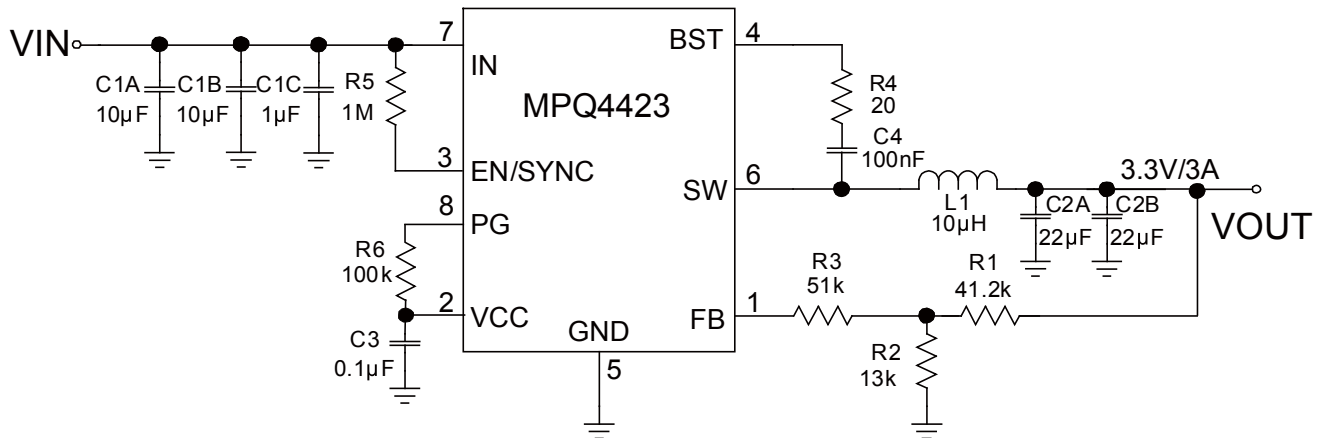 VIN
C1A
10µF
C1B
10µF
C1C
1µF
R5
1M
7
IN
3
EN/SYNC
8
PG
R6
100k
2
VCC
C3
0.1µF
MPQ4423
GND
5
BST
4
R4
20
C4
100nF
SW
6
L1
10µH
3.3V/3A
C2A
22µF
C2B
22µF
VOUT
FB
1
R3
51k
R1
41.2k
R2
13k